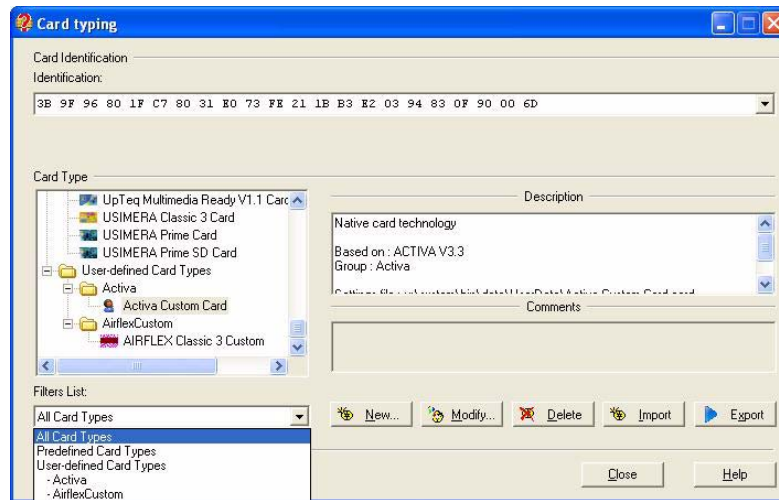 Card typing
Card Identification
Identification:
3B 9F 96 80 1F C7 80 31 E0 73 FE 21 1B B3 E2 03 94 83 0F 90 00 6D
Card Type
UpTeq Multimedia Ready V1.1 Carc
USIMERA Classic 3 Card
USIMERA Prime Card
USIMERA Prime SD Card
User-defined Card Types
Activa
Activa Custom Card
AirflexCustom
AIRFLEX Classic 3 Custom
Description
Native card technology
Based on : ACTIVA V3.3
Group : Activa
Comments
Filters List:
All Card Types
New...
Modify...
Delete
Import
Export
All Card Types
Predefined Card Types
User-defined Card Types
- Activa
- AirflexCustom
Close
Help